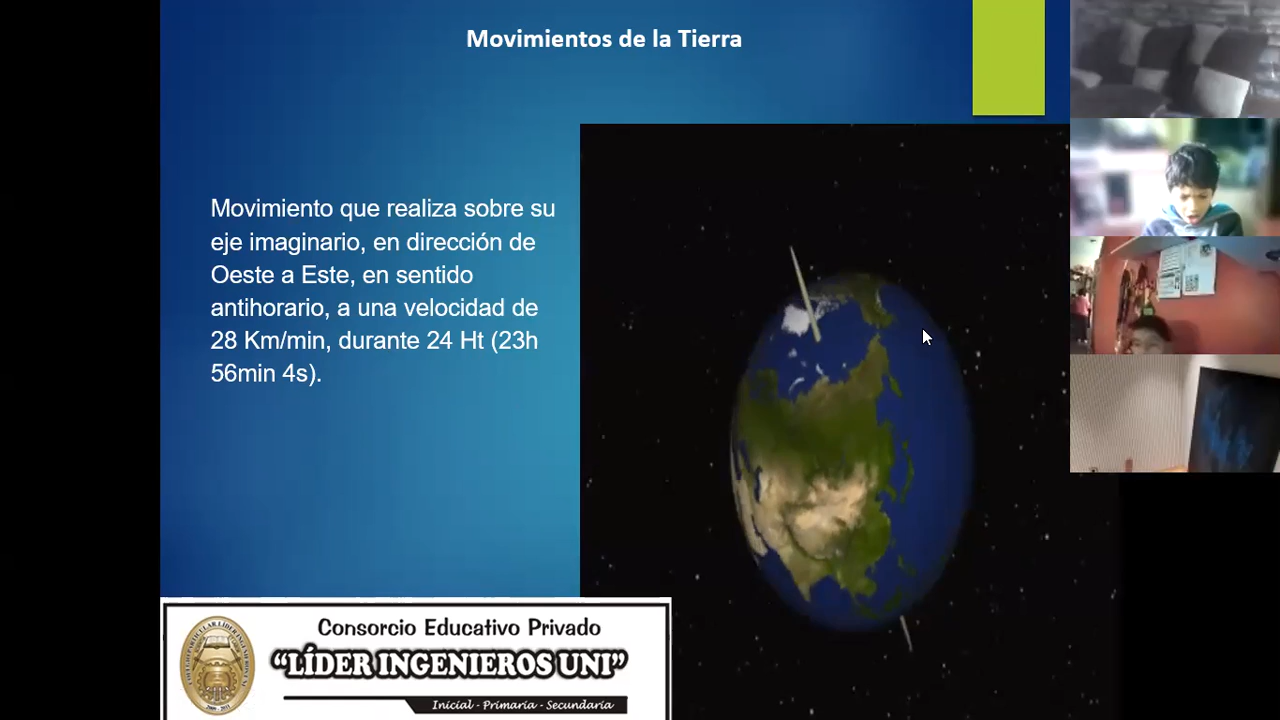 Movimientos de la Tierra
Movimiento que realiza sobre su
eje imaginario, en dirección de
Oeste a Este, en sentido
antihorario, a una velocidad de
28 Km/min, durante 24 Ht (23h
56min 4s).
Consorcio Educativo Privado
“LÍDER INGENIEROS UNI”
Inicial - Primaria - Secundaria